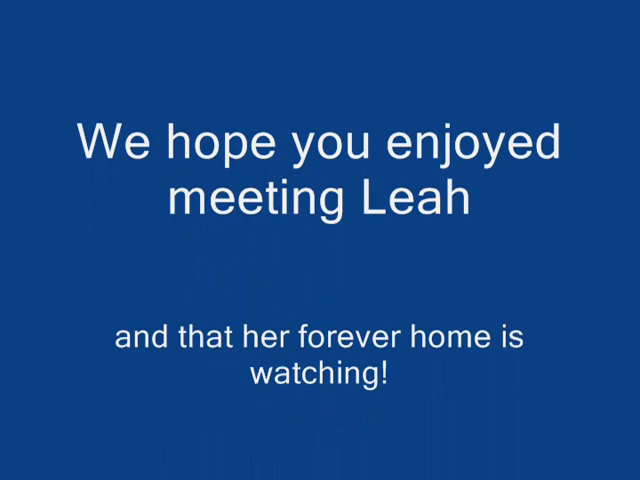 We hope you enjoyed
meeting Leah
and that her forever home is
watching!